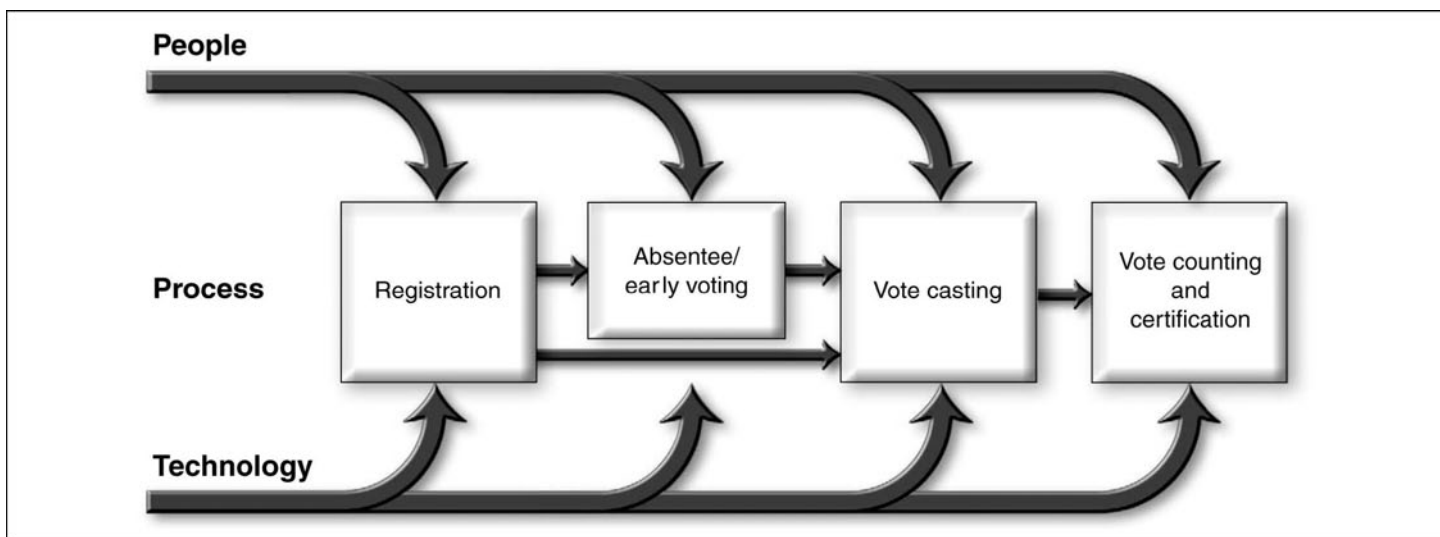 People
Process
Registration
Absentee/
early voting
Vote casting
Vote counting
and
certification
Technology